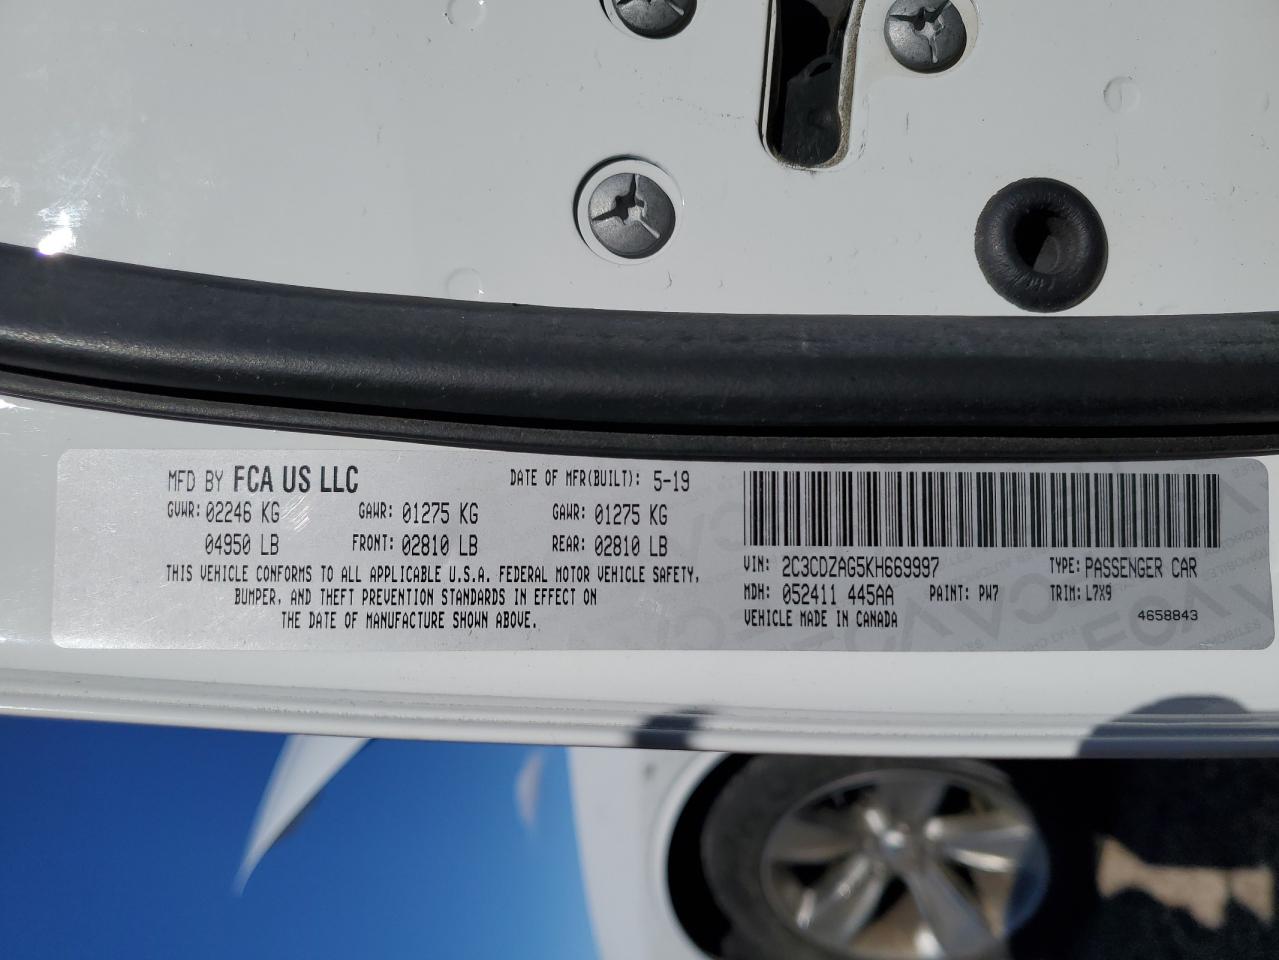 MFD BY FCA US LLC DATE OF MFR(BUILT): 5-19
GVWR: 02246 KG GAWR: 01275 KG GAWR: 01275 KG
04950 LB FRONT: 02810 LB REAR: 02810 LB
THIS VEHICLE CONFORMS TO ALL APPLICABLE U.S.A. FEDERAL MOTOR VEHICLE SAFETY,
BUMPER, AND THEFT PREVENTION STANDARDS IN EFFECT ON
THE DATE OF MANUFACTURE SHOWN ABOVE.
VIN: 2C3CDZAG5KH669997 TYPE: PASSENGER CAR
MDH: 052411 445AA PAINT: PW7 TRIM: L7X9
VEHICLE MADE IN CANADA 4658843